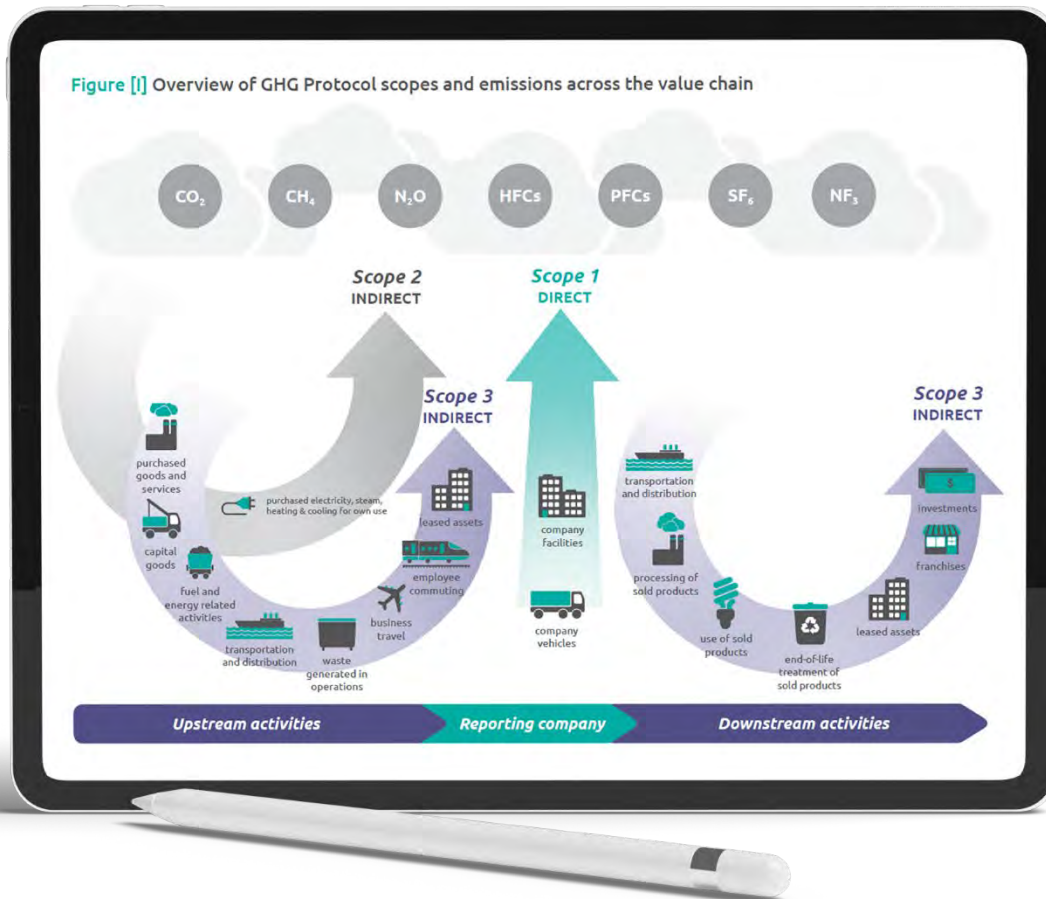 Figure [I] Overview of GHG Protocol scopes and emissions across the value chain
CO₂
CH₄
N₂O
HFCs
PFCs
SF₆
NF₃
Scope 2
INDIRECT
Scope 1
DIRECT
Scope 3
INDIRECT
Scope 3
INDIRECT
purchased
goods and
services
capital
goods
fuel and
energy related
activities
transportation
and distribution
waste
generated in
operations
business
travel
employee
commuting
leased assets
purchased electricity, steam,
heating & cooling for own use
company
facilities
company
vehicles
transportation
and distribution
processing of
sold products
use of sold
products
end-of-life
treatment of
sold products
leased assets
franchises
investments
$
Upstream activities
Reporting company
Downstream activities